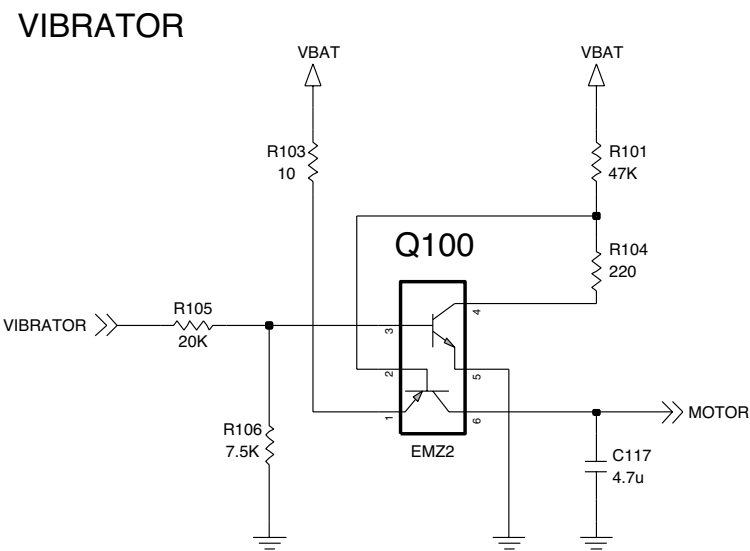 VIBRATOR
VBAT
VBAT
R103
10
R101
47K
Q100
R104
220
R105
20K
VIBRATOR
3
4
2
5
1
6
MOTOR
R106
7.5K
EMZ2
C117
4.7u